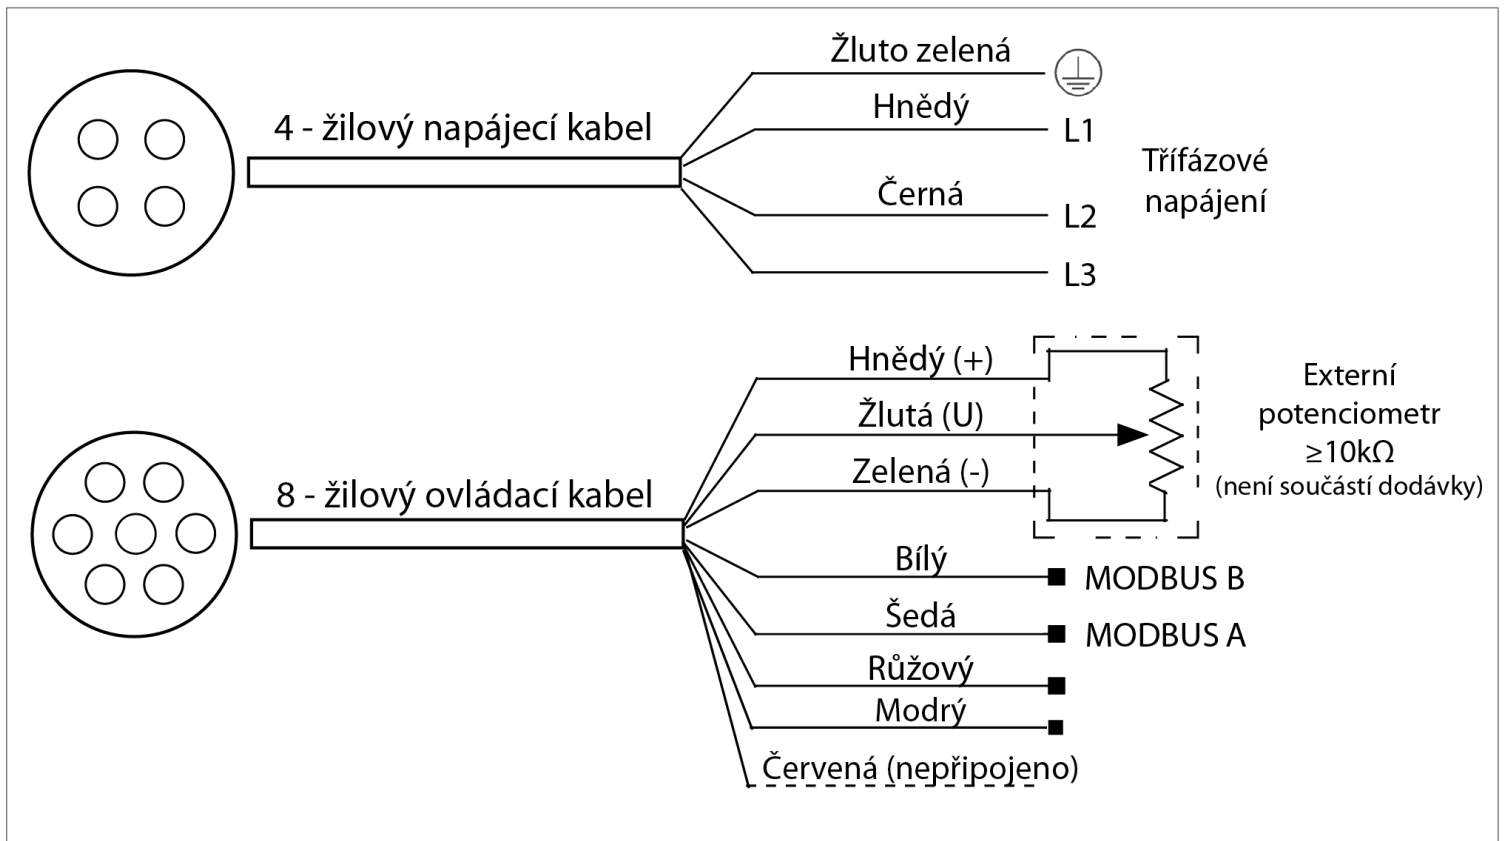 Žluto zelená
4 - žilový napájecí kabel
Hnědý
L1
Třífázové
napájení
Černá
L2
L3
Hnědý (+)
Žlutá (U)
Zelená (-)
Externí
potenciometr
≥10kΩ
(není součástí dodávky)
8 - žilový ovládací kabel
Bílý
MODBUS B
Šedá
MODBUS A
Růžový
Modrý
Červená (nepřipojeno)